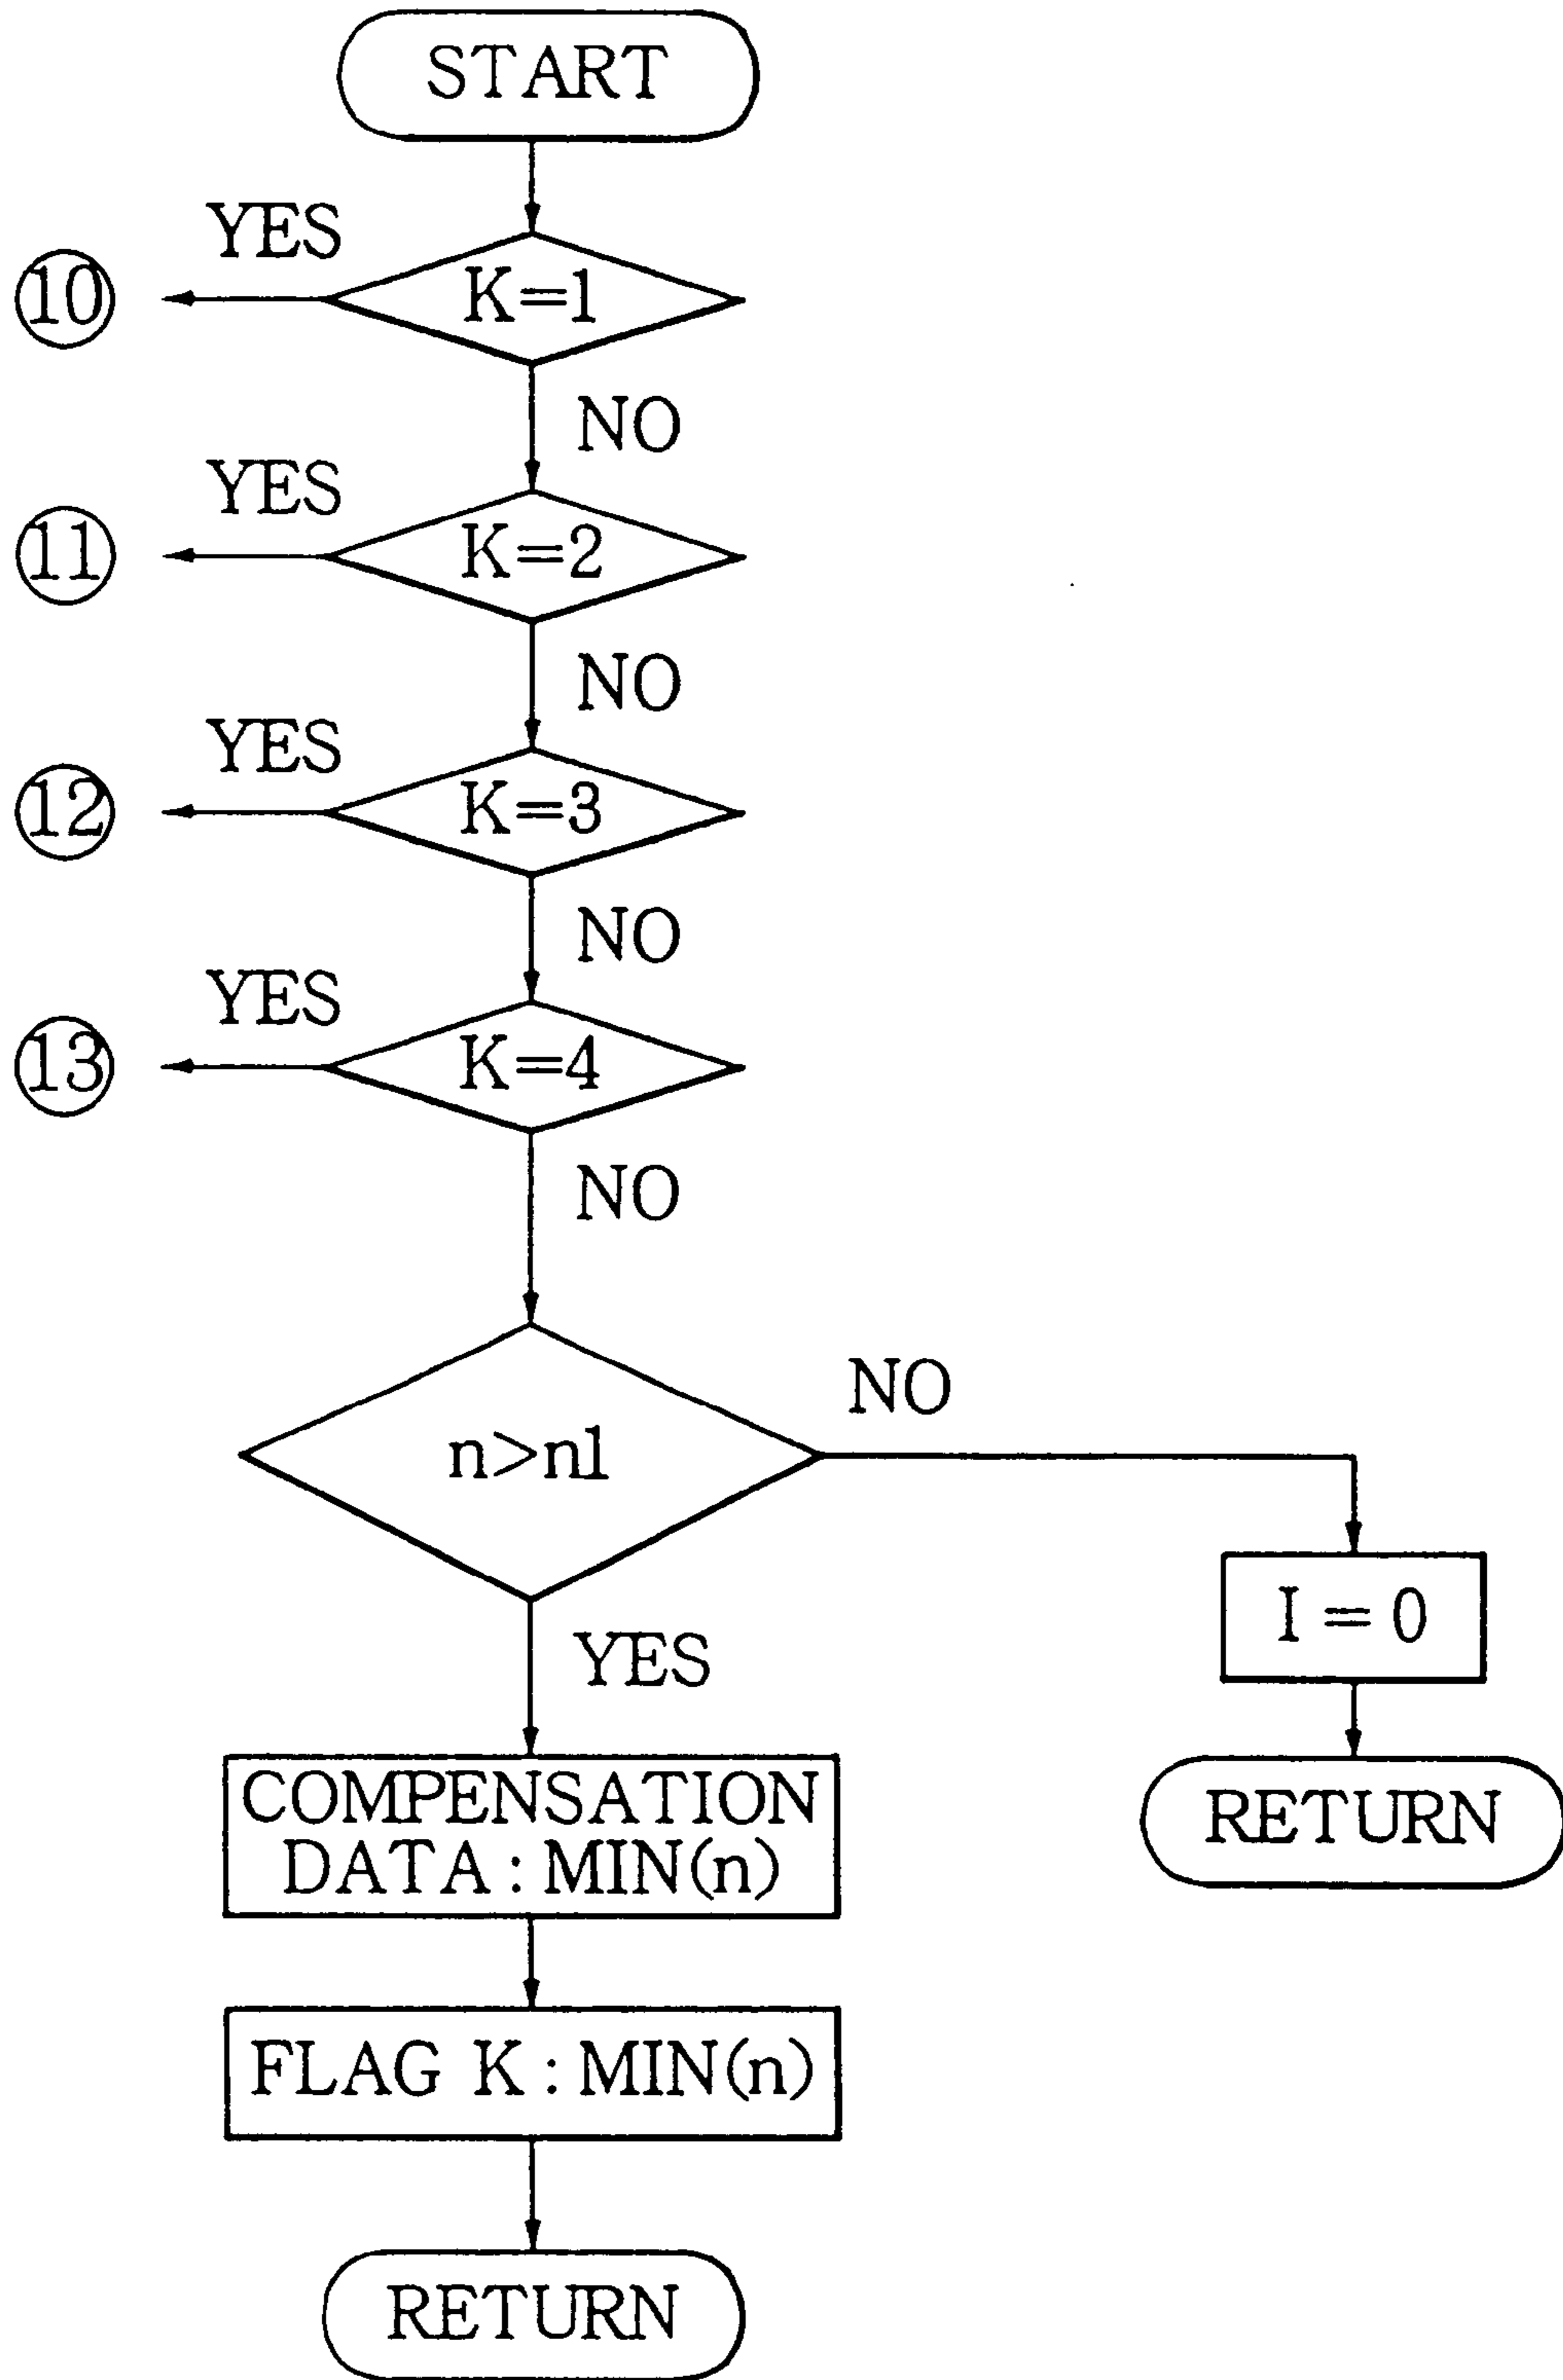 START
YES
10
K=1
NO
YES
11
K=2
NO
YES
12
K=3
NO
YES
13
K=4
NO
NO
n>n1
I = 0
YES
COMPENSATION
DATA : MIN(n)
RETURN
FLAG K : MIN(n)
RETURN